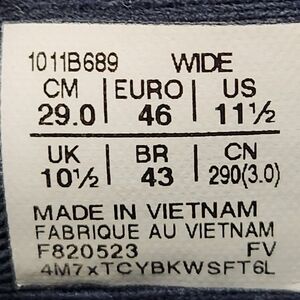 1011B689 WIDE
CM EURO US
29.0 46 11½
UK BR CN
10½ 43 290(3.0)
MADE IN VIETNAM
FABRIQUE AU VIETNAM
F820523 FV
4M7xTCYBKWSFT6L